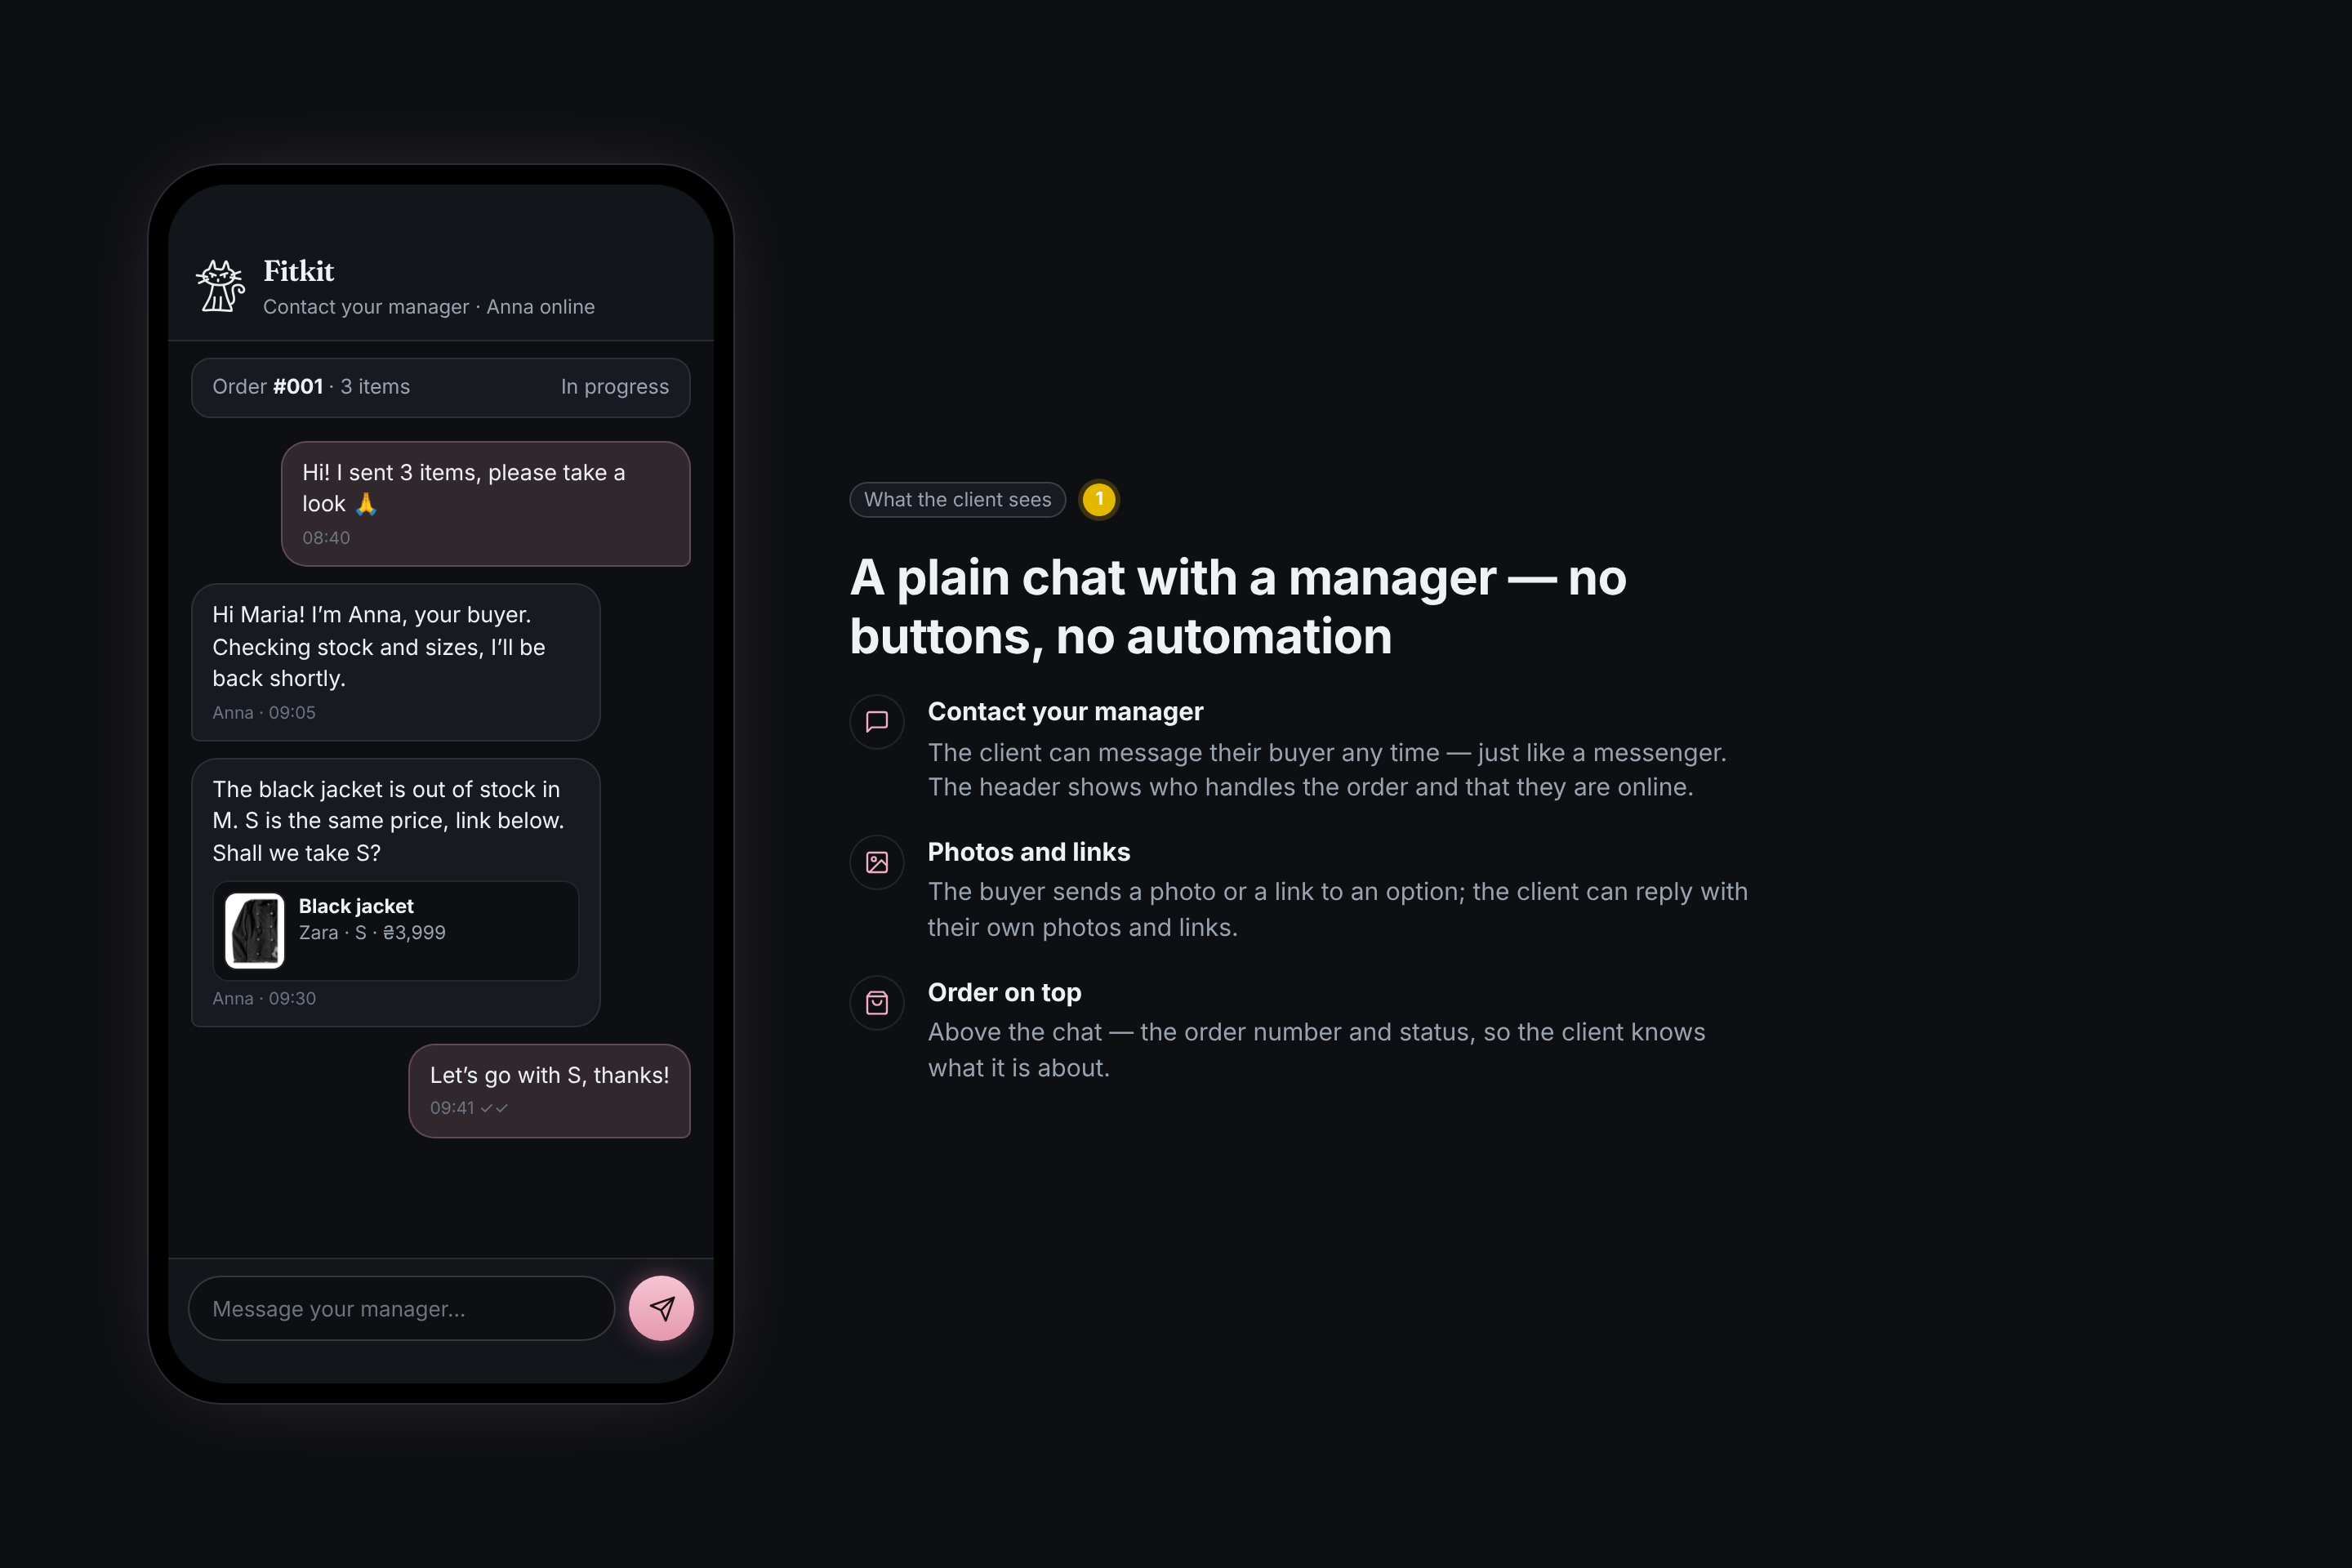 Fitkit
Contact your manager · Anna online
Order #001 · 3 items
In progress
Hi! I sent 3 items, please take a
look 🙏
08:40
Hi Maria! I’m Anna, your buyer.
Checking stock and sizes, I’ll be
back shortly.
Anna · 09:05
The black jacket is out of stock in
M. S is the same price, link below.
Shall we take S?
Black jacket
Zara · S · ₴3,999
Anna · 09:30
Let’s go with S, thanks!
09:41 ✓✓
Message your manager…
What the client sees
1
A plain chat with a manager — no
buttons, no automation
Contact your manager
The client can message their buyer any time — just like a messenger.
The header shows who handles the order and that they are online.
Photos and links
The buyer sends a photo or a link to an option; the client can reply with
their own photos and links.
Order on top
Above the chat — the order number and status, so the client knows
what it is about.